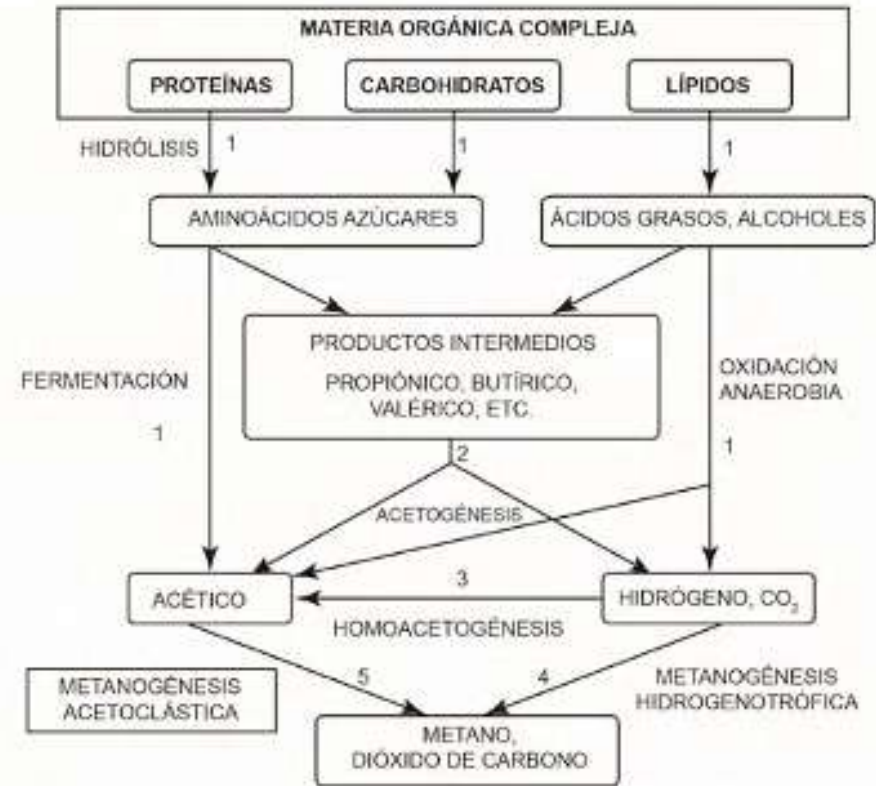 MATERIA ORGÁNICA COMPLEJA
PROTEÍNAS
CARBOHIDRATOS
LÍPIDOS
HIDRÓLISIS
1
1
1
AMINOÁCIDOS AZÚCARES
ÁCIDOS GRASOS, ALCOHOLES
PRODUCTOS INTERMEDIOS
PROPIÓNICO, BUTÍRICO,
VALÉRICO, ETC.
FERMENTACIÓN
1
OXIDACIÓN
ANAEROBIA
1
2
ACETOGÉNESIS
ACÉTICO
3
HOMOACETOGÉNESIS
HIDRÓGENO, CO₂
METANOGÉNESIS
ACETOCLÁSTICA
5
4
METANOGÉNESIS
HIDROGENOTRÓFICA
METANO,
DIÓXIDO DE CARBONO